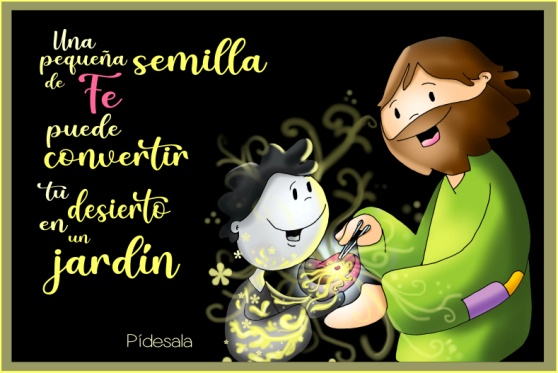 Una
pequeña semilla
de Fe
puede
convertir
tu desierto
en un
jardín
Pídesala